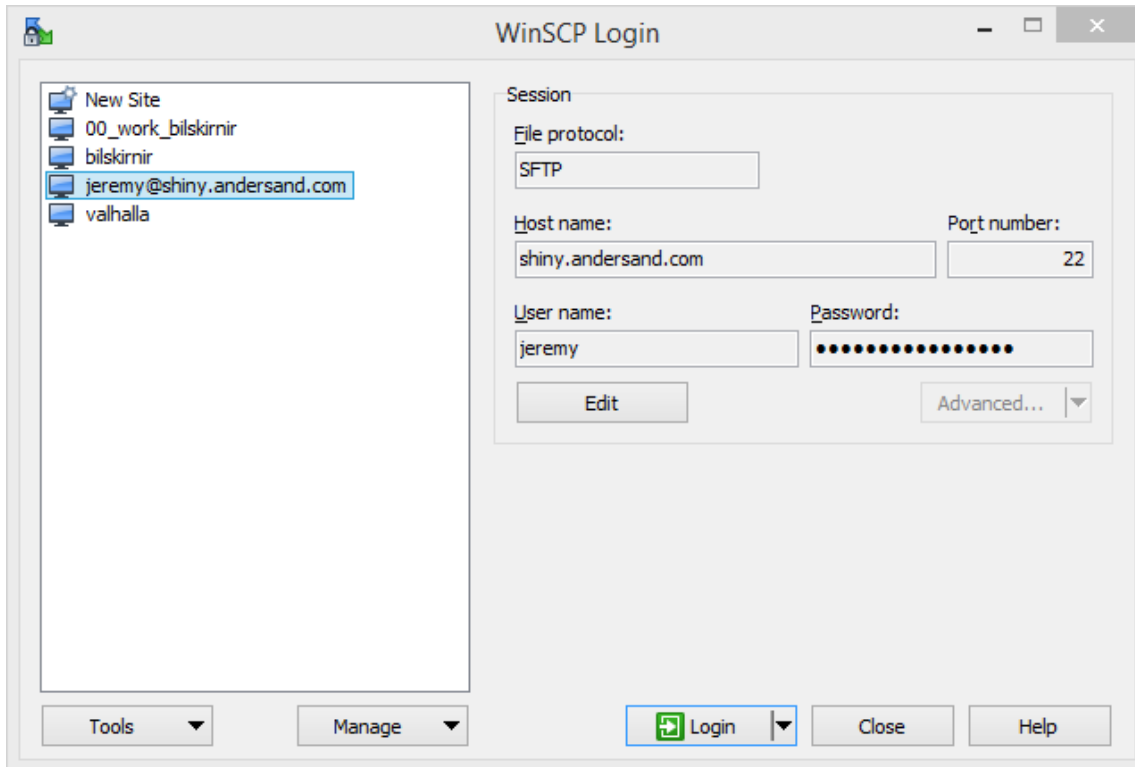 WinSCP Login
New Site
00_work_bilskirnir
bilskirnir
jeremy@shiny.andersand.com
valhalla
Session
File protocol:
SFTP
Host name:
Port number:
shiny.andersand.com
22
User name:
Password:
jeremy
●●●●●●●●●●●●●●●●
Edit
Advanced...
Tools
Manage
Login
Close
Help